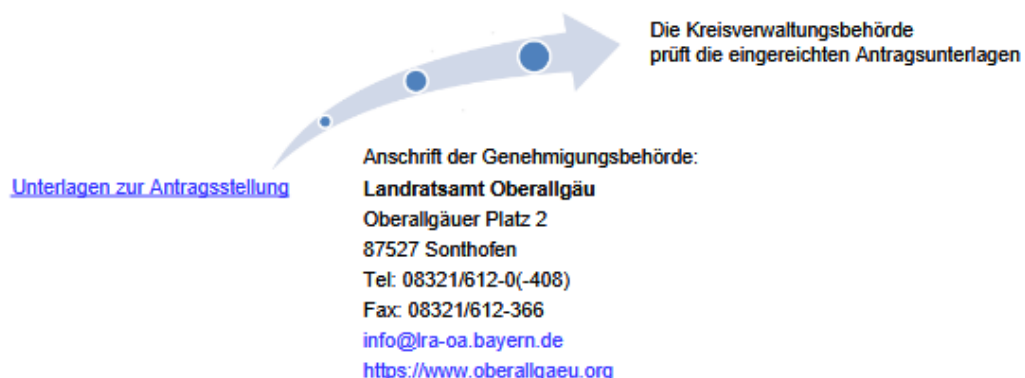 Die Kreisverwaltungsbehörde
prüft die eingereichten Antragsunterlagen
Unterlagen zur Antragsstellung
Anschrift der Genehmigungsbehörde:
Landratsamt Oberallgäu
Oberallgäuer Platz 2
87527 Sonthofen
Tel: 08321/612-0(-408)
Fax: 08321/612-366
info@lra-oa.bayern.de
https://www.oberallgaeu.org